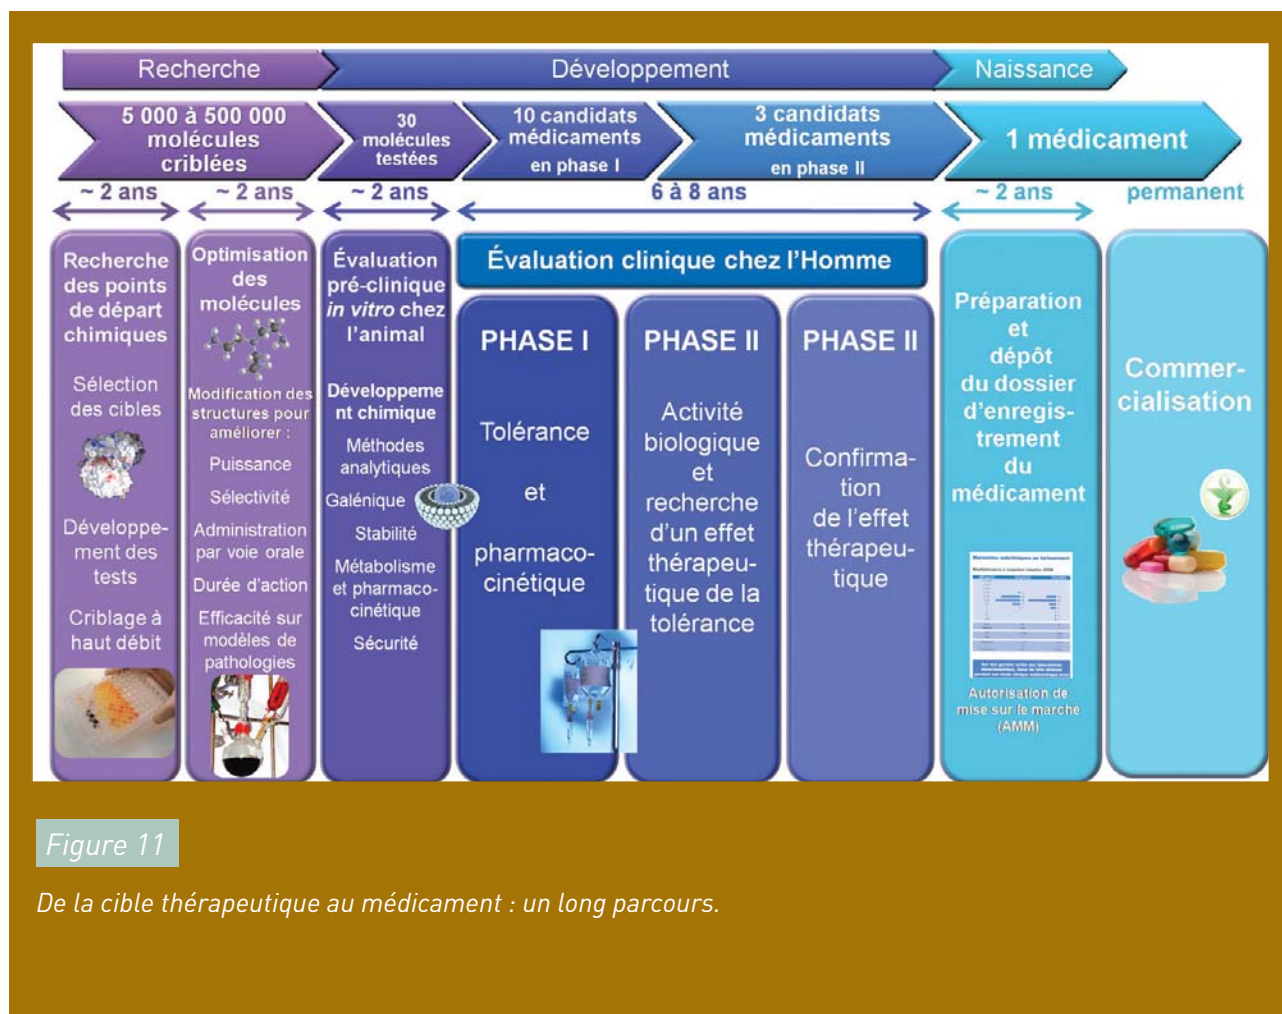 Recherche
Développement
Naissance
5 000 à 500 000
molécules
criblées
30
molécules
testées
10 candidats
médicaments
en phase I
3 candidats
médicaments
en phase II
1 médicament
~ 2 ans
~ 2 ans
~ 2 ans
6 à 8 ans
~ 2 ans
permanent
Recherche
des points
de départ
chimiques
Sélection
des cibles
Développe-
ment des
tests
Criblage à
haut débit
Optimisation
des
molécules
Modification des
structures pour
améliorer :
Puissance
Sélectivité
Administration
par voie orale
Durée d'action
Efficacité sur
modèles de
pathologies
Évaluation
pré-clinique
in vitro chez
l'animal
Développeme
nt chimique
Méthodes
analytiques
Galénique
Stabilité
Métabolisme
et pharmaco-
cinétique
Sécurité
Évaluation clinique chez l'Homme
PHASE I
Tolérance
et
pharmaco-
cinétique
PHASE II
Activité
biologique
et
recherche
d'un effet
thérapeu-
tique de la
tolérance
PHASE II
Confirma-
tion
de l'effet
thérapeu-
tique
Préparation
et
dépôt
du dossier
d'enregis-
trement
du
médicament
Autorisation de
mise sur le marché
(AMM)
Commer-
cialisation
Figure 11
De la cible thérapeutique au médicament : un long parcours.